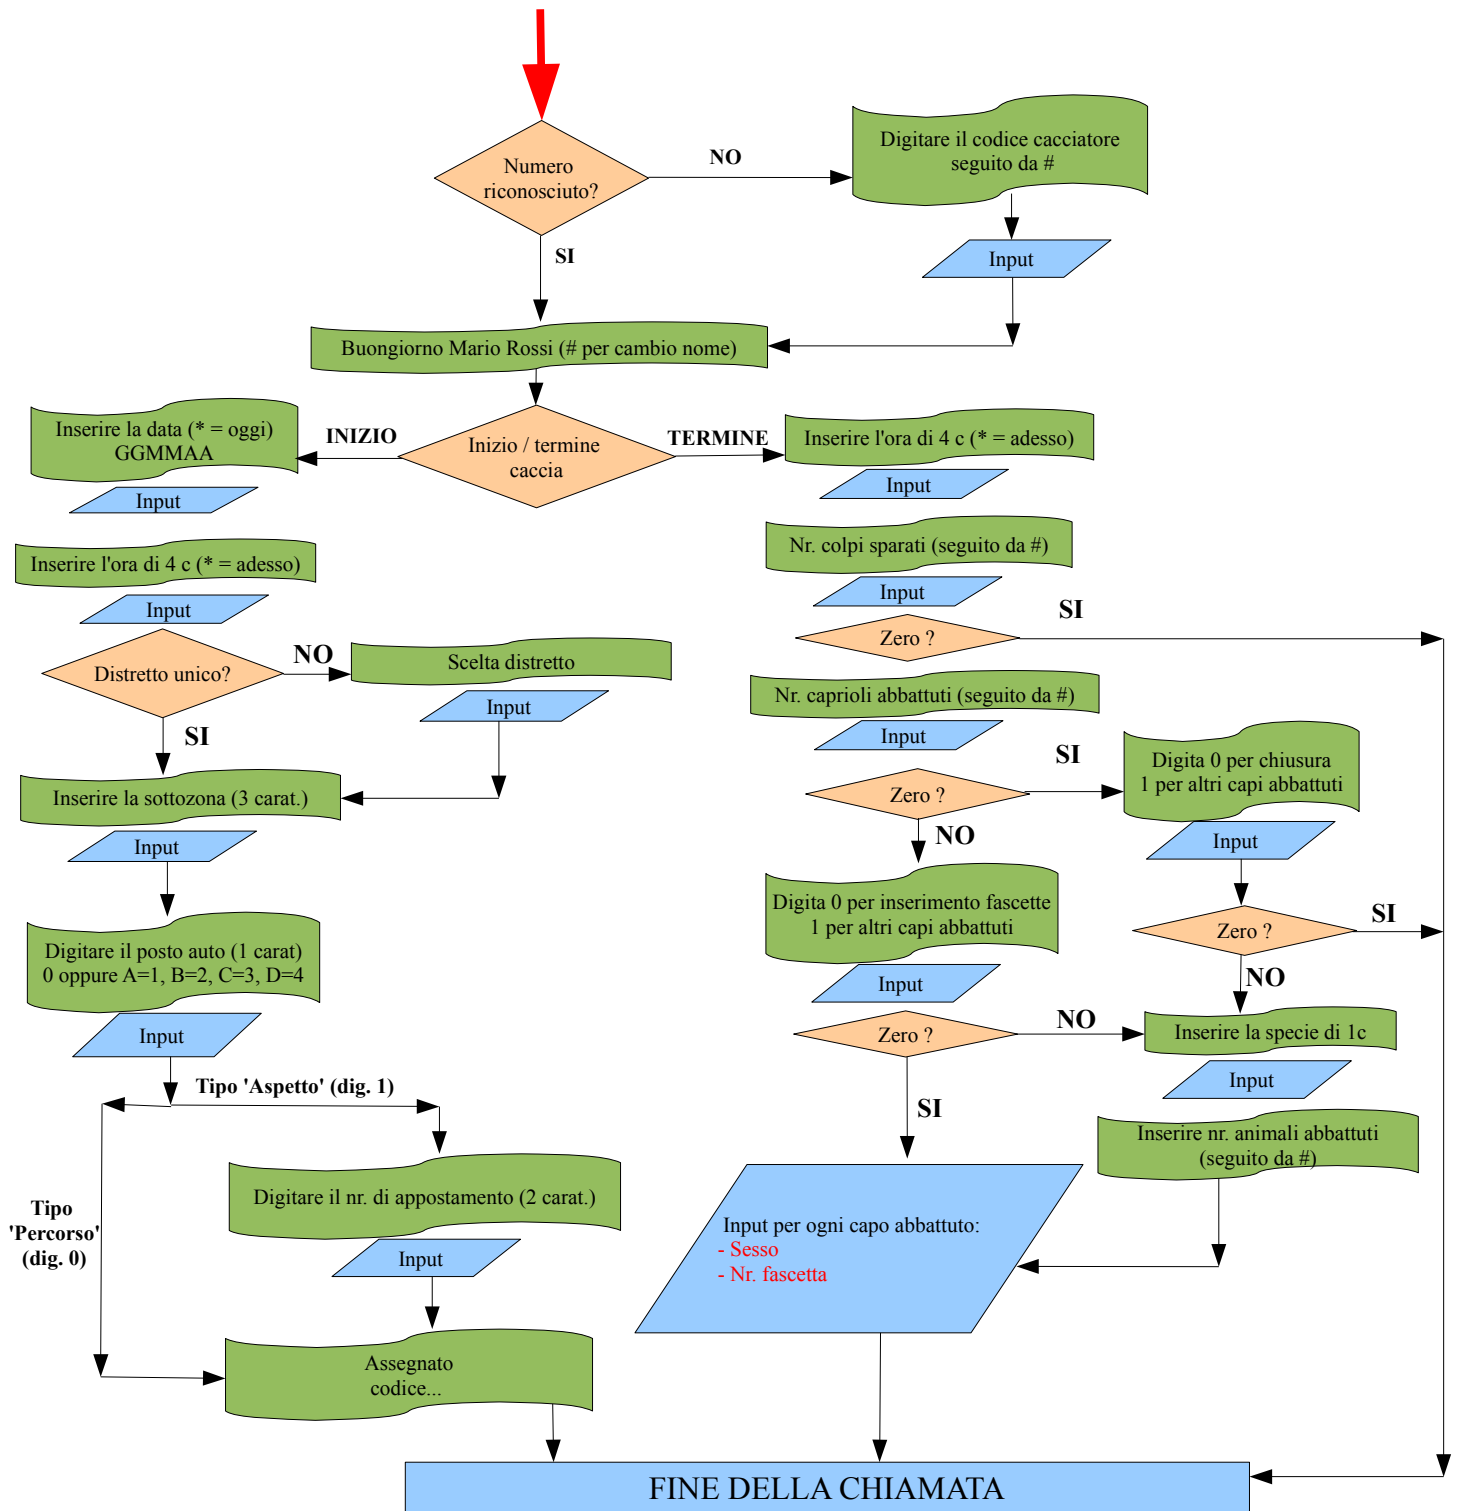 Numero
riconosciuto?
NO
Digitare il codice cacciatore
seguito da #
Input
SI
Buongiorno Mario Rossi (# per cambio nome)
Inizio / termine
caccia
INIZIO
Inserire la data (* = oggi)
GGMMAA
Input
Inserire l'ora di 4 c (* = adesso)
Input
Distretto unico?
NO
Scelta distretto
Input
SI
Inserire la sottozona (3 carat.)
Input
Digitare il posto auto (1 carat)
0 oppure A=1, B=2, C=3, D=4
Input
Tipo 'Aspetto' (dig. 1)
Digitare il nr. di appostamento (2 carat.)
Input
Tipo
'Percorso'
(dig. 0)
Assegnato
codice...
TERMINE
Inserire l'ora di 4 c (* = adesso)
Input
Nr. colpi sparati (seguito da #)
Input
Zero ?
SI
Nr. caprioli abbattuti (seguito da #)
Input
Zero ?
SI
Digita 0 per chiusura
1 per altri capi abbattuti
Input
Zero ?
SI
NO
NO
Digita 0 per inserimento fascette
1 per altri capi abbattuti
Input
Zero ?
NO
Inserire la specie di 1c
Input
Inserire nr. animali abbattuti
(seguito da #)
SI
Input per ogni capo abbattuto:
- Sesso
- Nr. fascetta
FINE DELLA CHIAMATA